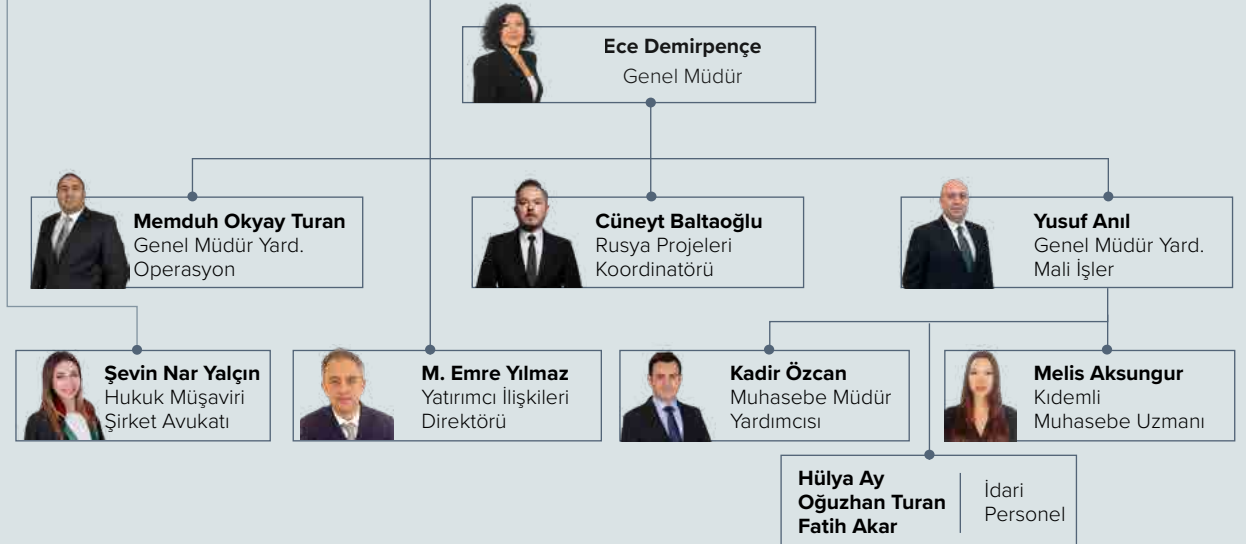 Ece Demirpençe
Genel Müdür
Memduh Okyay Turan
Genel Müdür Yard.
Operasyon
Cüneyt Baltaoğlu
Rusya Projeleri
Koordinatörü
Yusuf Anıl
Genel Müdür Yard.
Mali İşler
Şevin Nar Yalçın
Hukuk Müşaviri
Şirket Avukatı
M. Emre Yılmaz
Yatırımcı İlişkileri
Direktörü
Kadir Özcan
Muhasebe Müdür
Yardımcısı
Melis Aksungur
Kıdemli
Muhasebe Uzmanı
Hülya Ay
Oğuzhan Turan
Fatih Akar
İdari
Personel